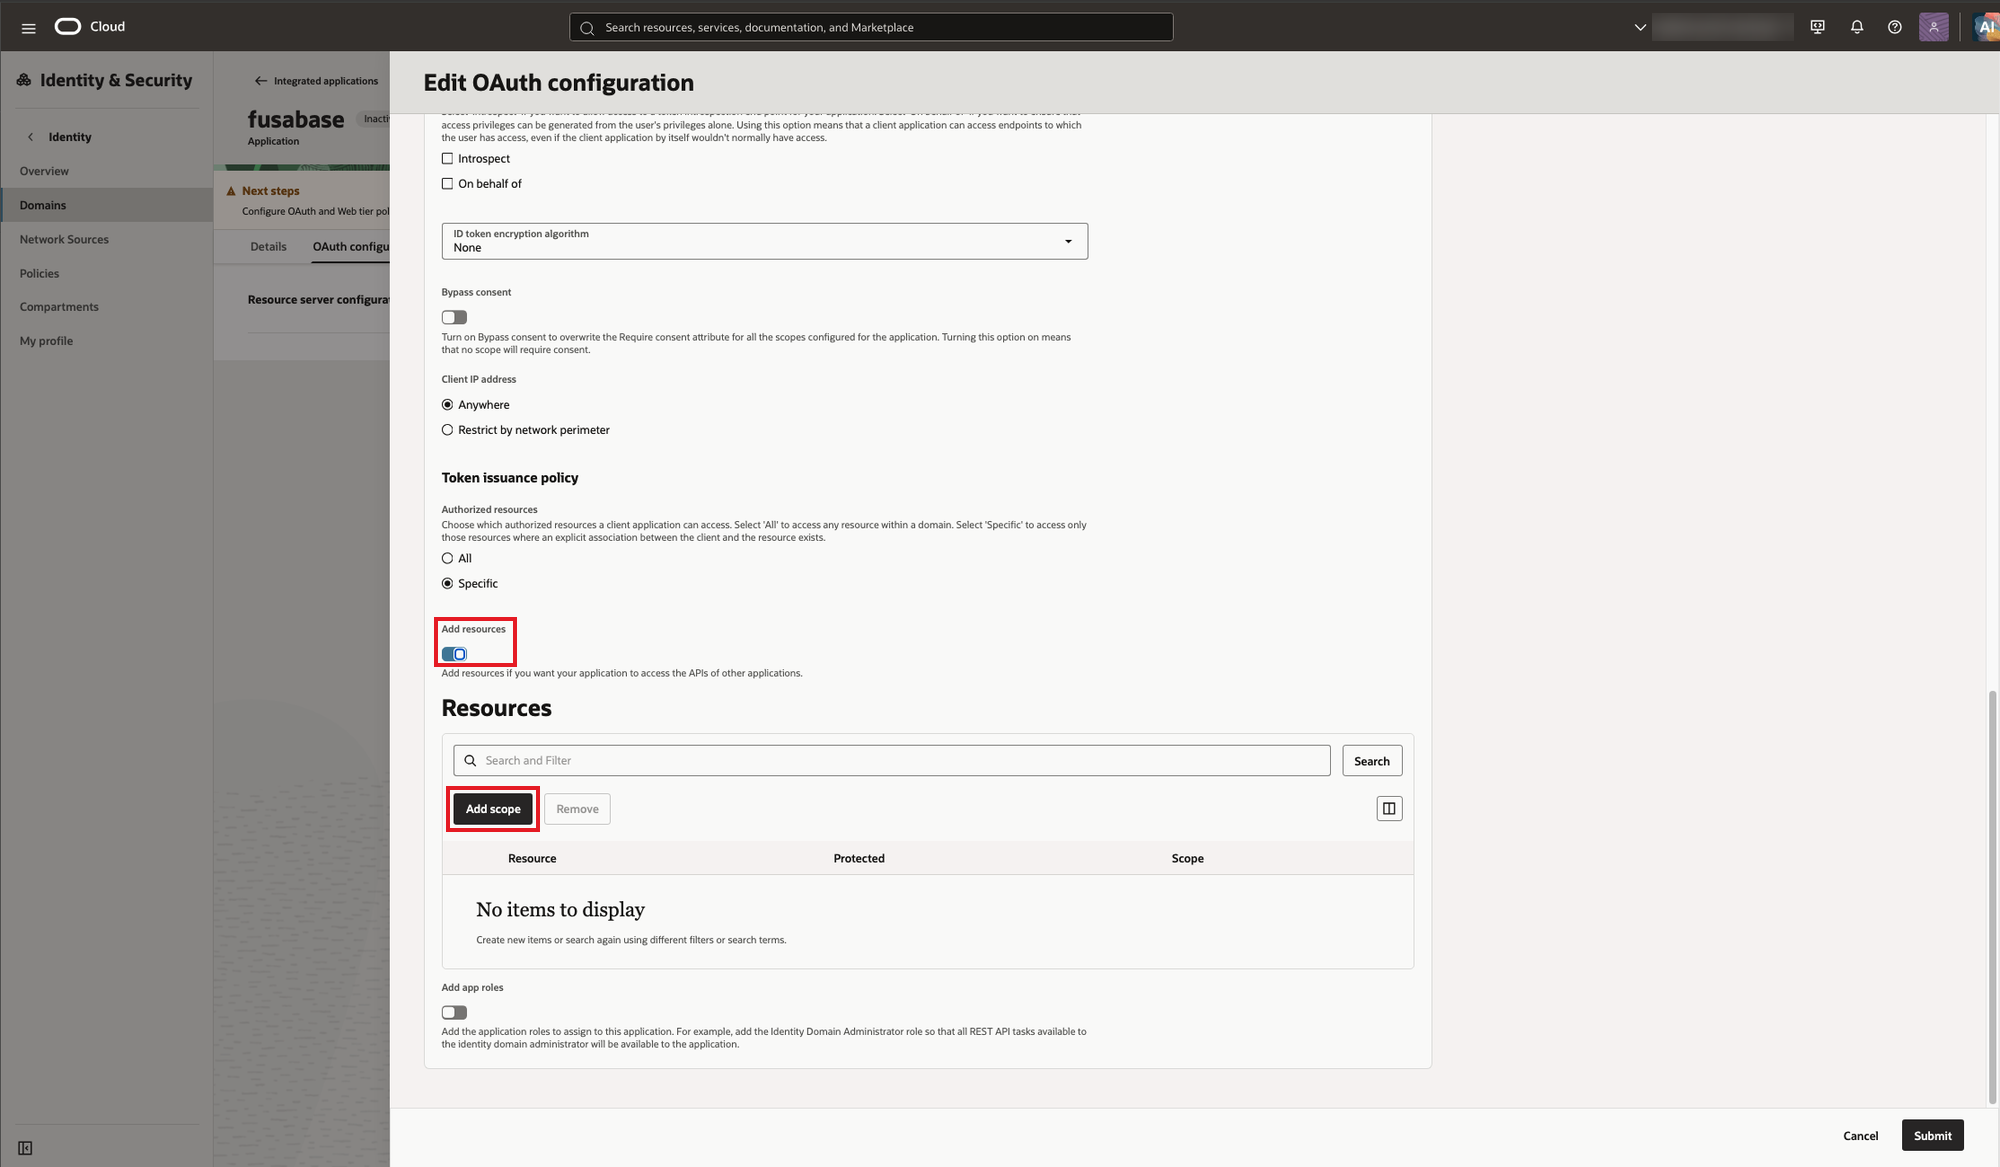 Cloud
Search resources, services, documentation, and Marketplace
AI
Identity & Security
Identity
Overview
Domains
Network Sources
Policies
Compartments
My profile
Integrated applications
fusabase
Application
Next steps
Configure OAuth and Web tier
Details
OAuth
Resource server
Edit OAuth configuration
access privileges can be generated from the user's privileges alone. Using this option means that a client application can access endpoints to which
the user has access, even if the client application by itself wouldn't normally have access.
Introspect
On behalf of
ID token encryption algorithm
None
Bypass consent
Turn on Bypass consent to overwrite the Require consent attribute for all the scopes configured for the application. Turning this option on means
that no scope will require consent.
Client IP address
Anywhere
Restrict by network perimeter
Token issuance policy
Authorized resources
Choose which authorized resources a client application can access. Select 'All' to access any resource within a domain. Select 'Specific' to access only
those resources where an explicit association between the client and the resource exists.
All
Specific
Add resources
Add resources if you want your application to access the APIs of other applications.
Resources
Search and Filter
Search
Add scope
Remove
Resource Protected Scope
No items to display
Create new items or search again using different filters or search terms.
Add app roles
Add the application roles to assign to this application. For example, add the Identity Domain Administrator role so that all REST API tasks available to
the identity domain administrator will be available to the application.
Cancel
Submit